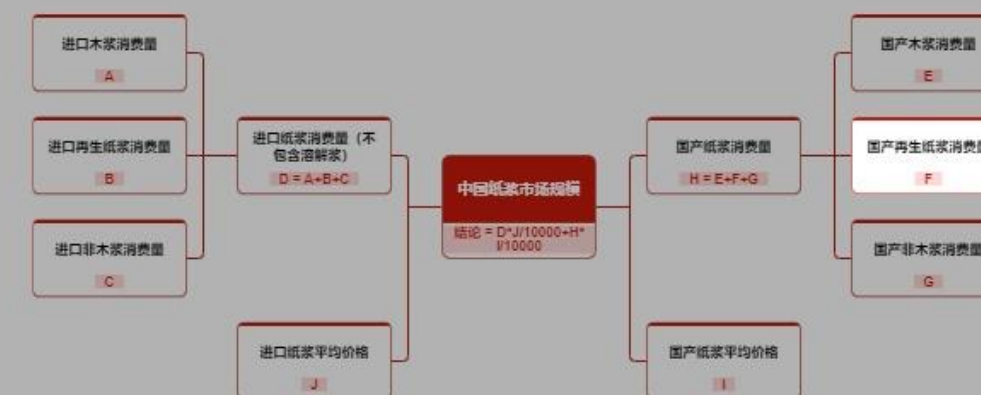 进口木浆消费量
A
国产木浆消费量
E
进口再生纸浆消费量
B
进口纸浆消费量（不
包含溶解浆）
D = A+B+C
中国纸浆市场规模
结论 = D*J/10000+H*
I/10000
国产纸浆消费量
H = E+F+G
国产再生纸浆消费量
F
进口非木浆消费量
C
国产非木浆消费量
G
进口纸浆平均价格
J
国产纸浆平均价格
I